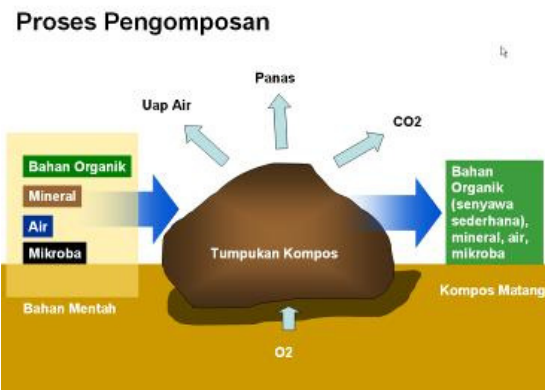 Proses Pengomposan
Panas
Uap Air
CO2
Bahan Organik
Mineral
Air
Mikroba
Bahan Mentah
Tumpukan Kompos
O2
Bahan
Organik
(senyawa
sederhana),
mineral, air,
mikroba
Kompos Matang